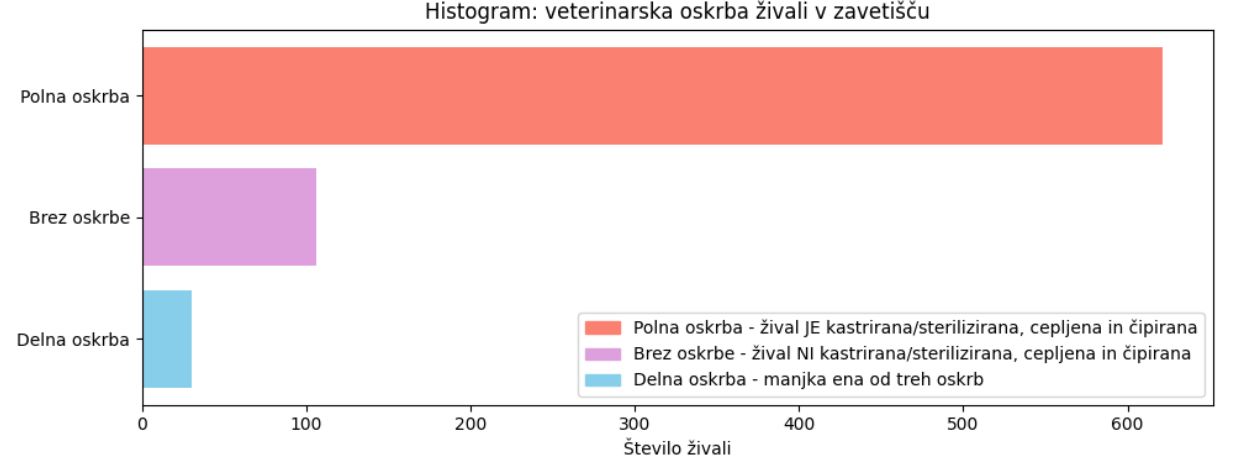 Histogram: veterinarska oskrba živali v zavetišču
Polna oskrba
Brez oskrbe
Delna oskrba
Polna oskrba - žival JE kastrirana/sterilizirana, cepljena in čipirana
Brez oskrbe - žival NI kastrirana/sterilizirana, cepljena in čipirana
Delna oskrba - manjka ena od treh oskrb
0 100 200 300 400 500 600
Število živali